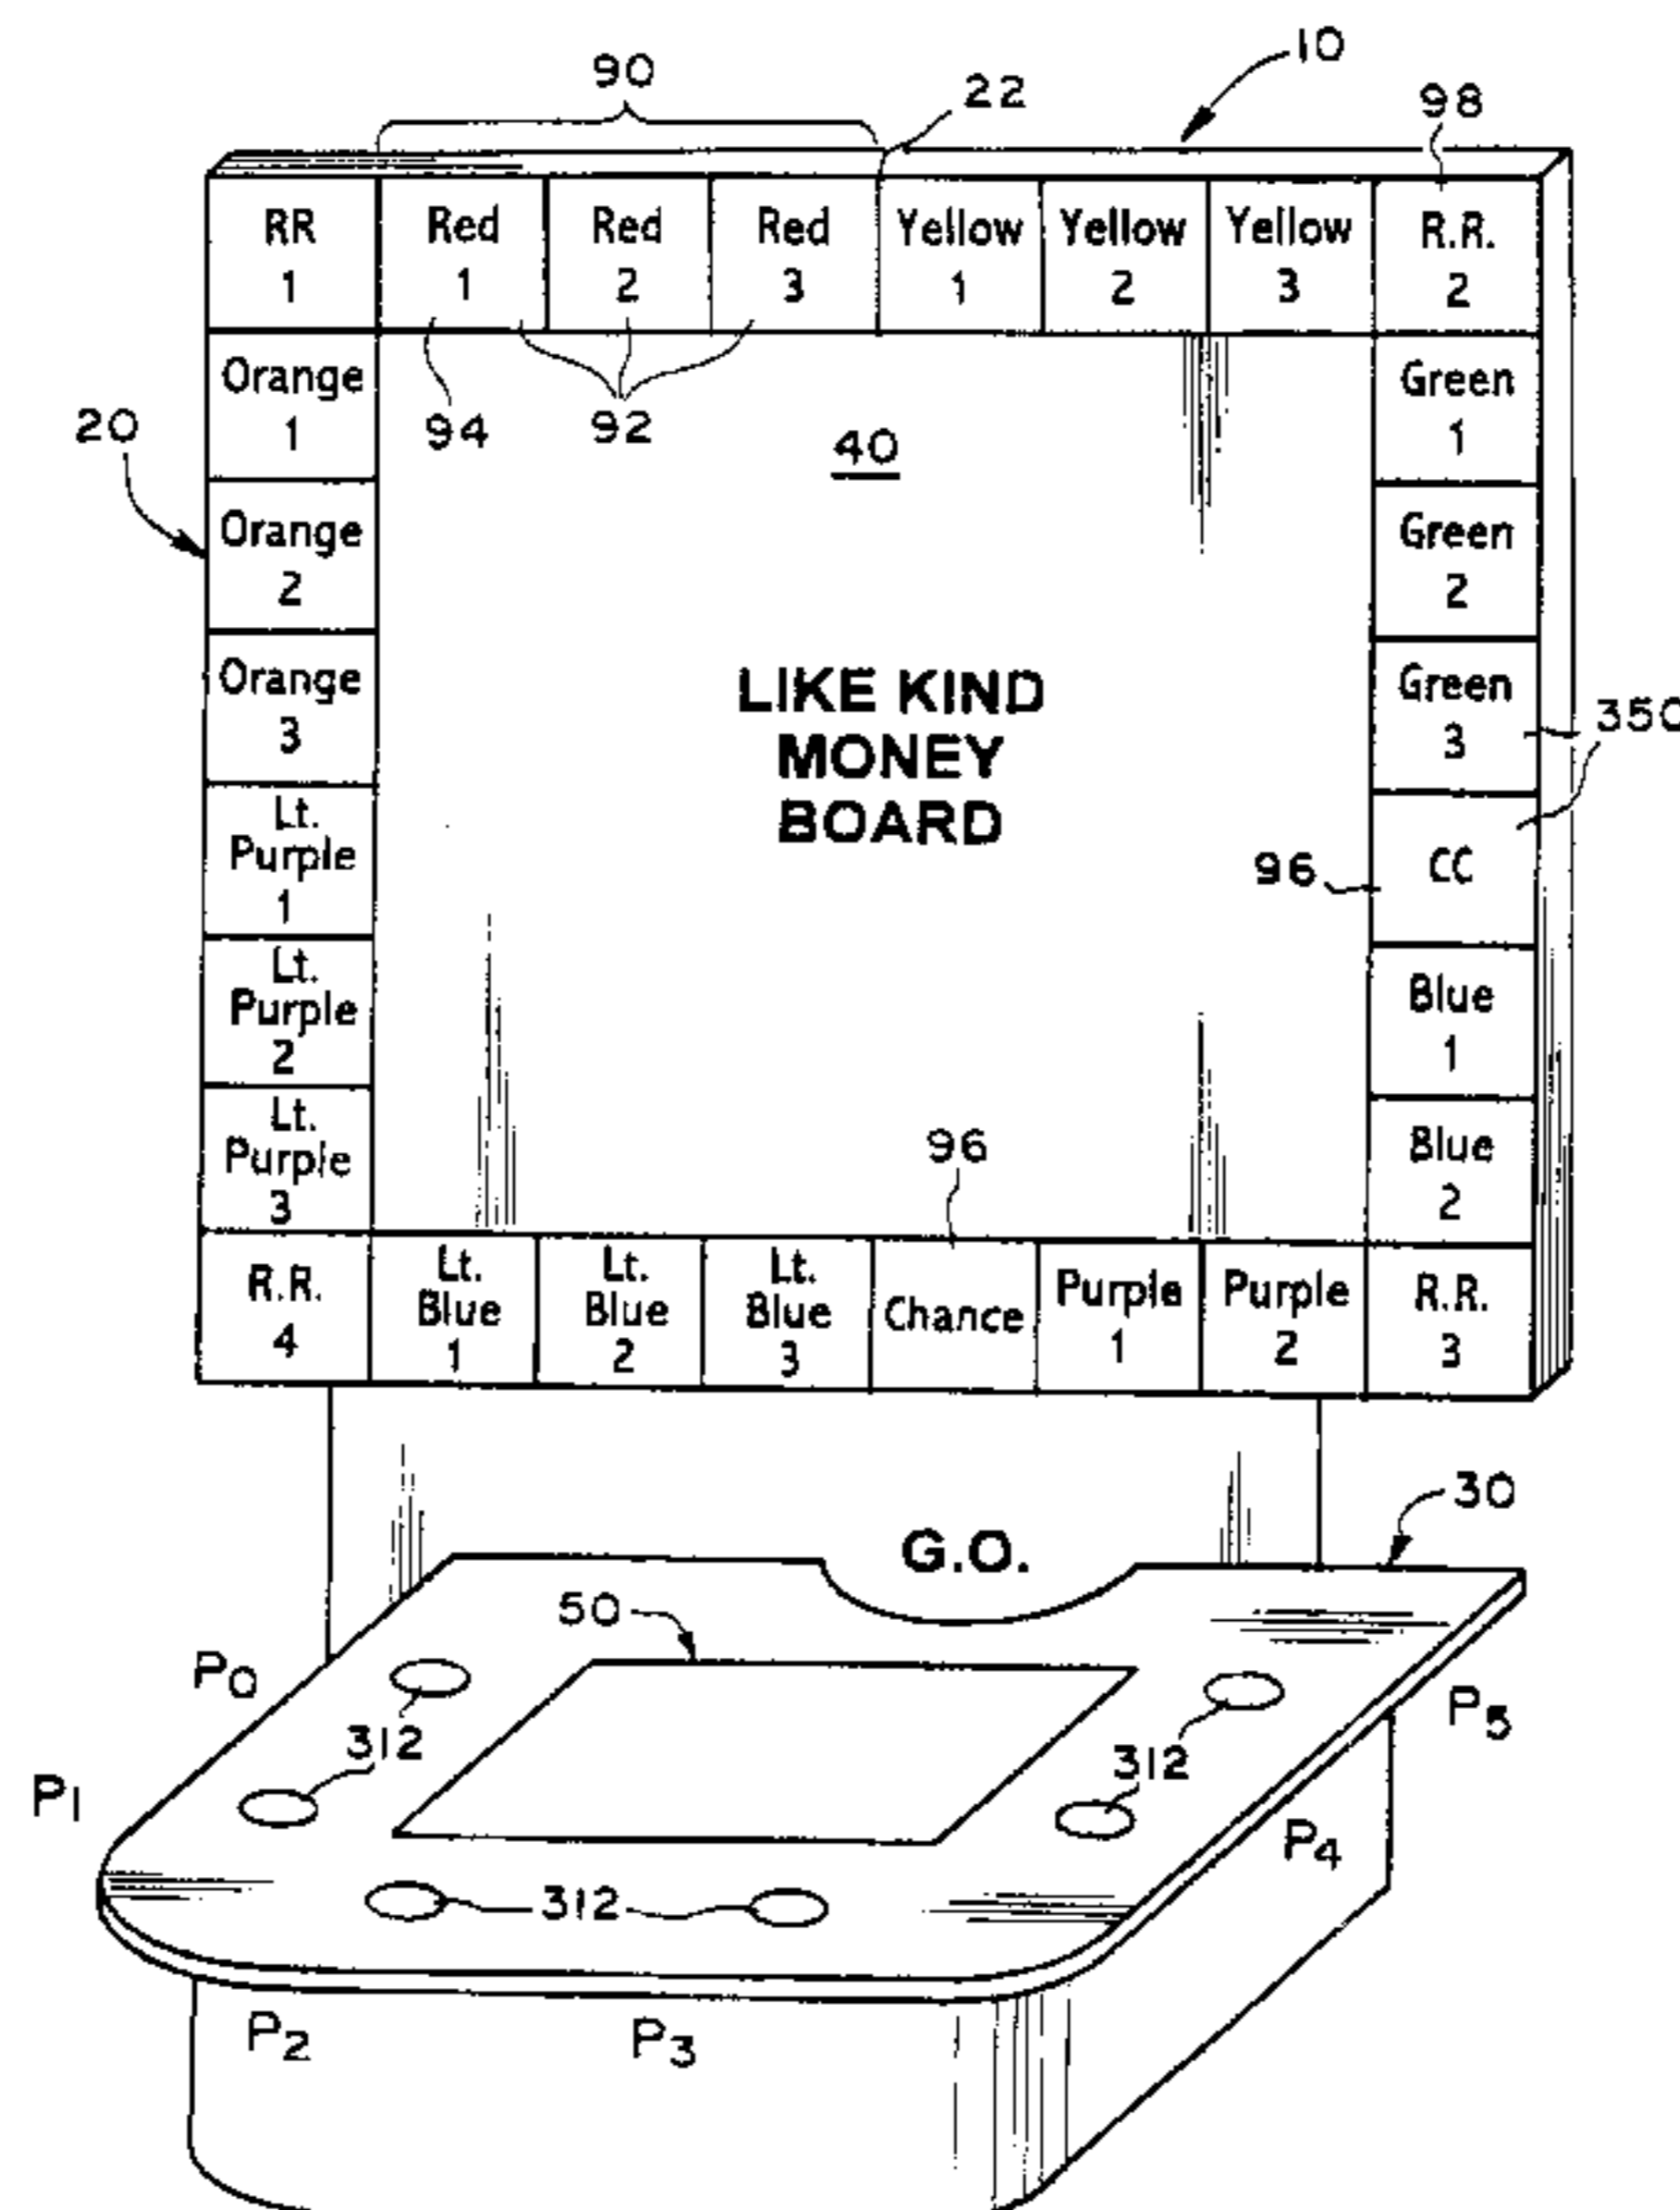 10
90
22
98
RR
1
Red
1
Red
2
Red
3
Yellow
1
Yellow
2
Yellow
3
R.R.
2
Orange
1
94
92
40
Green
1
20
Orange
2
Green
2
Orange
3
LIKE KIND
MONEY
BOARD
Green
3
350
Lt.
Purple
1
96
CC
Lt.
Purple
2
Blue
1
Lt.
Purple
3
96
Blue
2
R.R.
4
Lt.
Blue
1
Lt.
Blue
2
Lt.
Blue
3
Chance
Purple
1
Purple
2
R.R.
3
30
G.O.
50
P0
312
P5
P1
312
P4
312
P2
P3